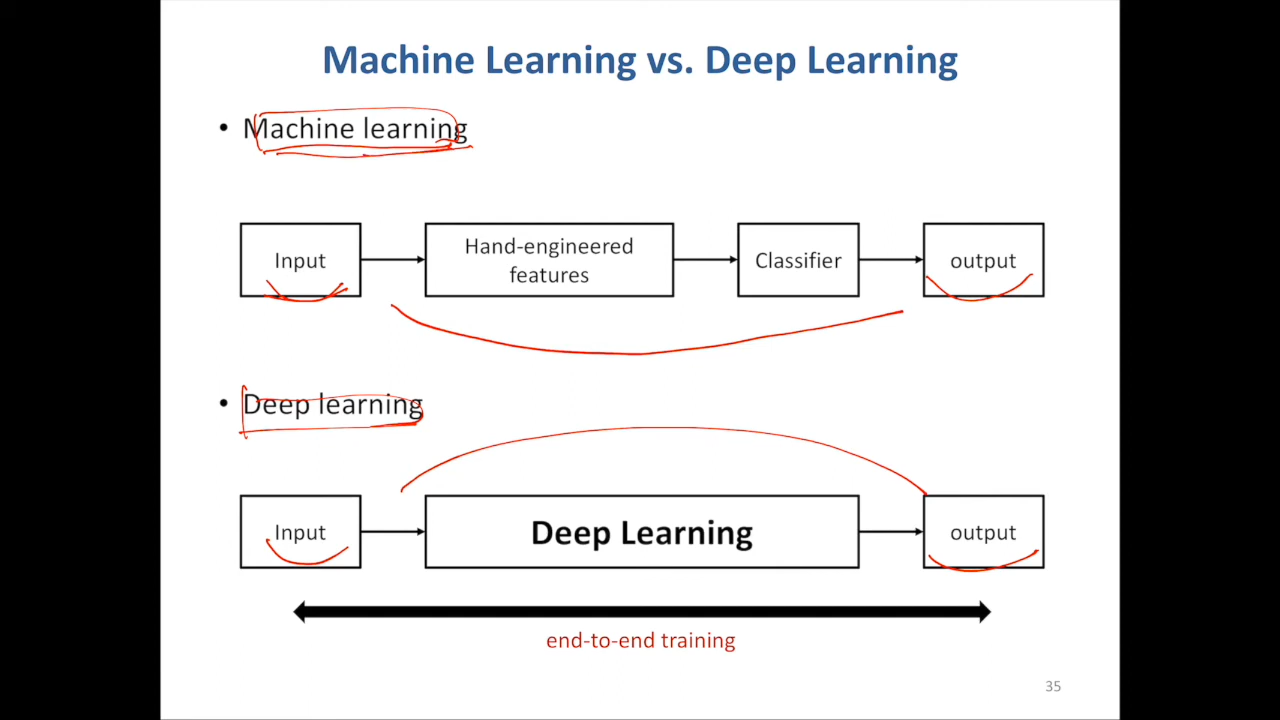 Machine Learning vs. Deep Learning
• Machine learning
Input
Hand-engineered
features
Classifier
output
• Deep learning
Input
Deep Learning
output
end-to-end training
35